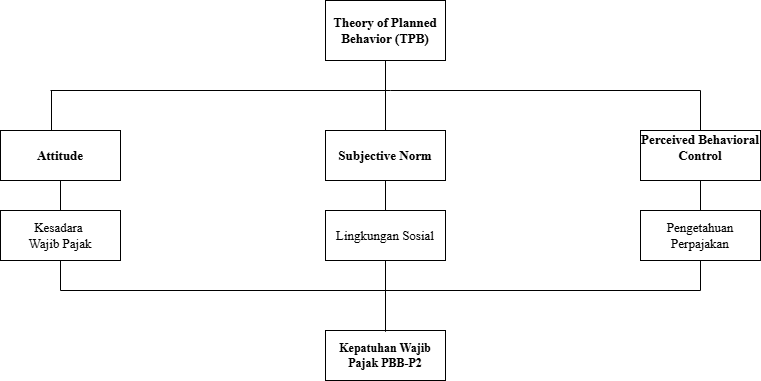 Theory of Planned
Behavior (TPB)
Attitude
Subjective Norm
Perceived Behavioral
Control
Kesadara
Wajib Pajak
Lingkungan Sosial
Pengetahuan
Perpajakan
Kepatuhan Wajib
Pajak PBB-P2